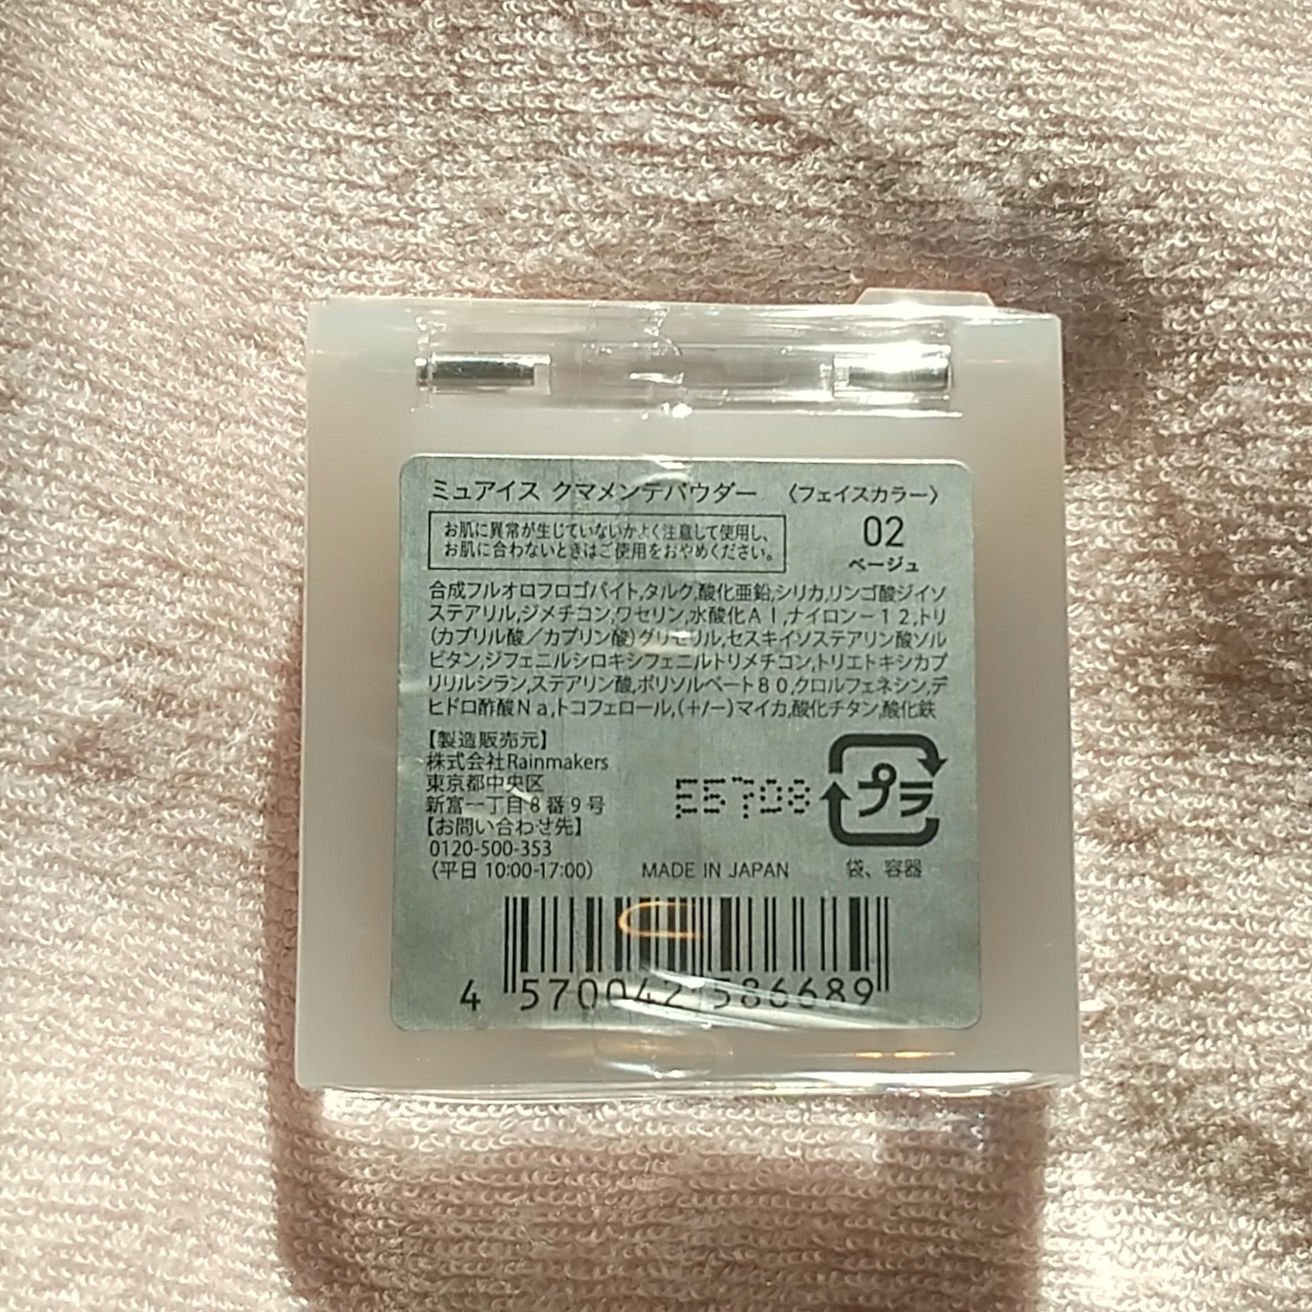 ミュアイス クマメンテパウダー 〈フェイスカラー〉
お肌に異常が生じていないかよく注意して使用し、
お肌に合わないときはご使用をおやめください。
02
ベージュ
合成フルオロフロゴパイト,タルク,酸化亜鉛,シリカ,リンゴ酸ジイソ
ステアリル,ジメチコン,ワセリン,水酸化Ａｌ,ナイロン－１２,トリ
(カプリル酸／カプリン酸)グリセリル,セスキイソステアリン酸ソル
ビタン,ジフェニルシロキシフェニルトリメチコン,トリエトキシカプ
リリルシラン,ステアリン酸,ポリソルベート８０,クロルフェネシン,デ
ヒドロ酢酸Ｎａ,トコフェロール,(＋/－)マイカ,酸化チタン,酸化鉄
【製造販売元】
株式会社Rainmakers
東京都中央区
新富一丁目８番９号
【お問い合わせ先】
0120-500-353
(平日 10:00-17:00)
E5708
プラ
MADE IN JAPAN
袋、容器
4 570042 586689